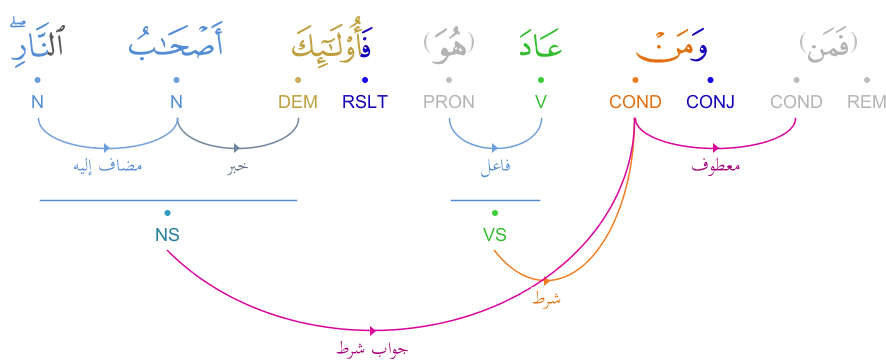 (فَمَن) وَمَنۡ عَادَ (هُوَ) فَأُوْلَـٰٓئِكَ أَصۡحَـٰبُ ٱلنَّارِۖ
REM COND CONJ COND V PRON RSLT DEM N N
معطوف فاعل خبر مضاف إليه
VS NS
شرط
جواب شرط